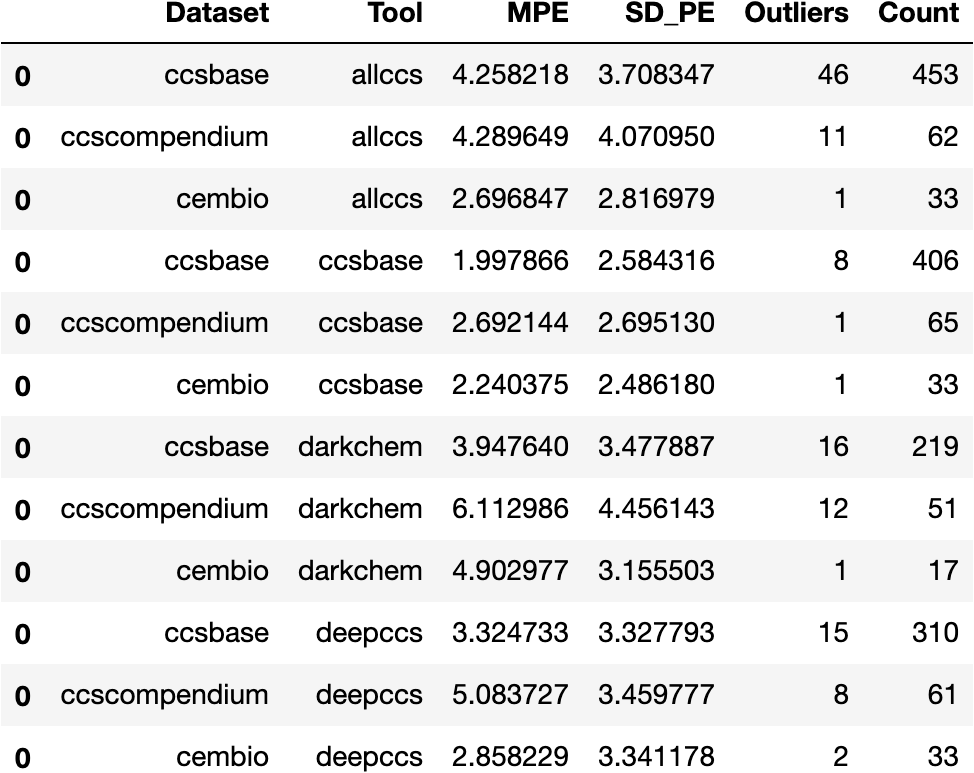 Dataset Tool MPE SD_PE Outliers Count
0 ccsbase allccs 4.258218 3.708347 46 453
0 ccscompendium allccs 4.289649 4.070950 11 62
0 cembio allccs 2.696847 2.816979 1 33
0 ccsbase ccsbase 1.997866 2.584316 8 406
0 ccscompendium ccsbase 2.692144 2.695130 1 65
0 cembio ccsbase 2.240375 2.486180 1 33
0 ccsbase darkchem 3.947640 3.477887 16 219
0 ccscompendium darkchem 6.112986 4.456143 12 51
0 cembio darkchem 4.902977 3.155503 1 17
0 ccsbase deepccs 3.324733 3.327793 15 310
0 ccscompendium deepccs 5.083727 3.459777 8 61
0 cembio deepccs 2.858229 3.341178 2 33